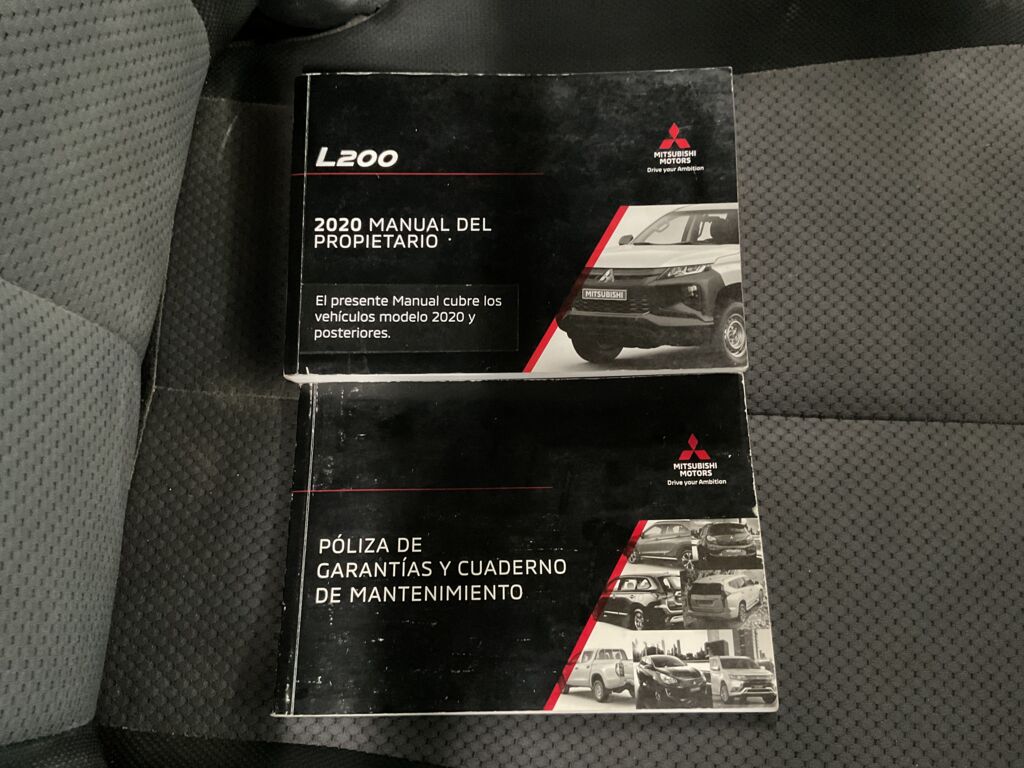 L200
MITSUBISHI
MOTORS
Drive your Ambition
2020 MANUAL DEL
PROPIETARIO
El presente Manual cubre los
vehículos modelo 2020 y
posteriores.
MITSUBISHI
MITSUBISHI
MOTORS
Drive your Ambition
PÓLIZA DE
GARANTÍAS Y CUADERNO
DE MANTENIMIENTO